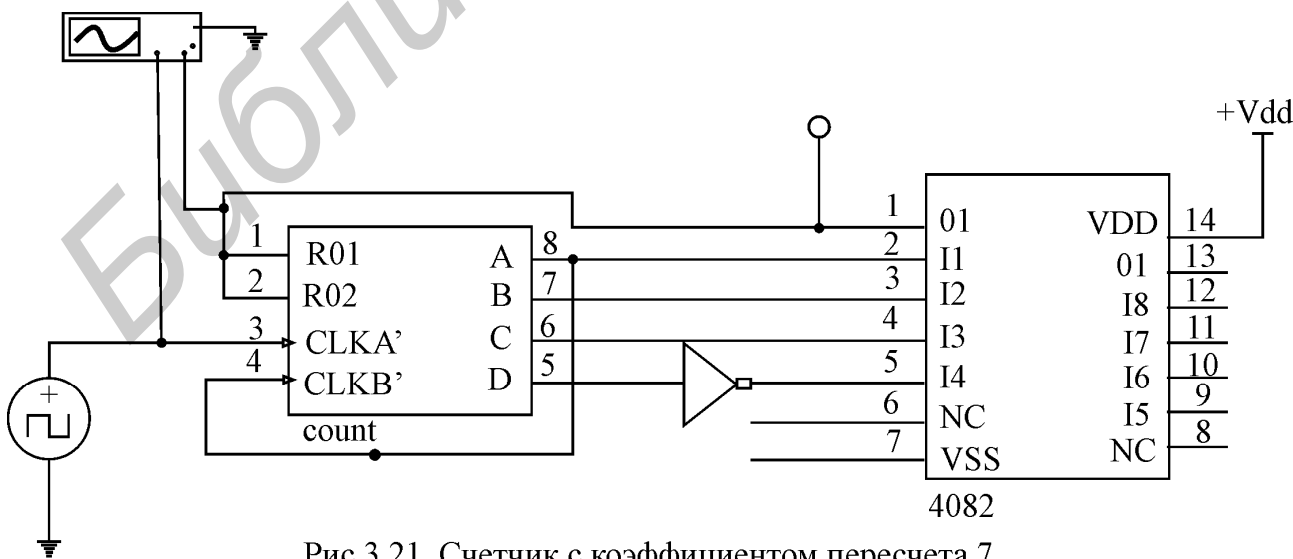 Библи
+Vdd
1 R01
2 R02
3 CLKA’
4 CLKB’
A 8
B 7
C 6
D 5
count
+
1 01
2 I1
3 I2
4 I3
5 I4
6 NC
7 VSS
VDD 14
01 13
I8 12
I7 11
I6 10
I5 9
NC 8
4082
Рис.3.21. Счетчик с коэффициентом пересчета 7